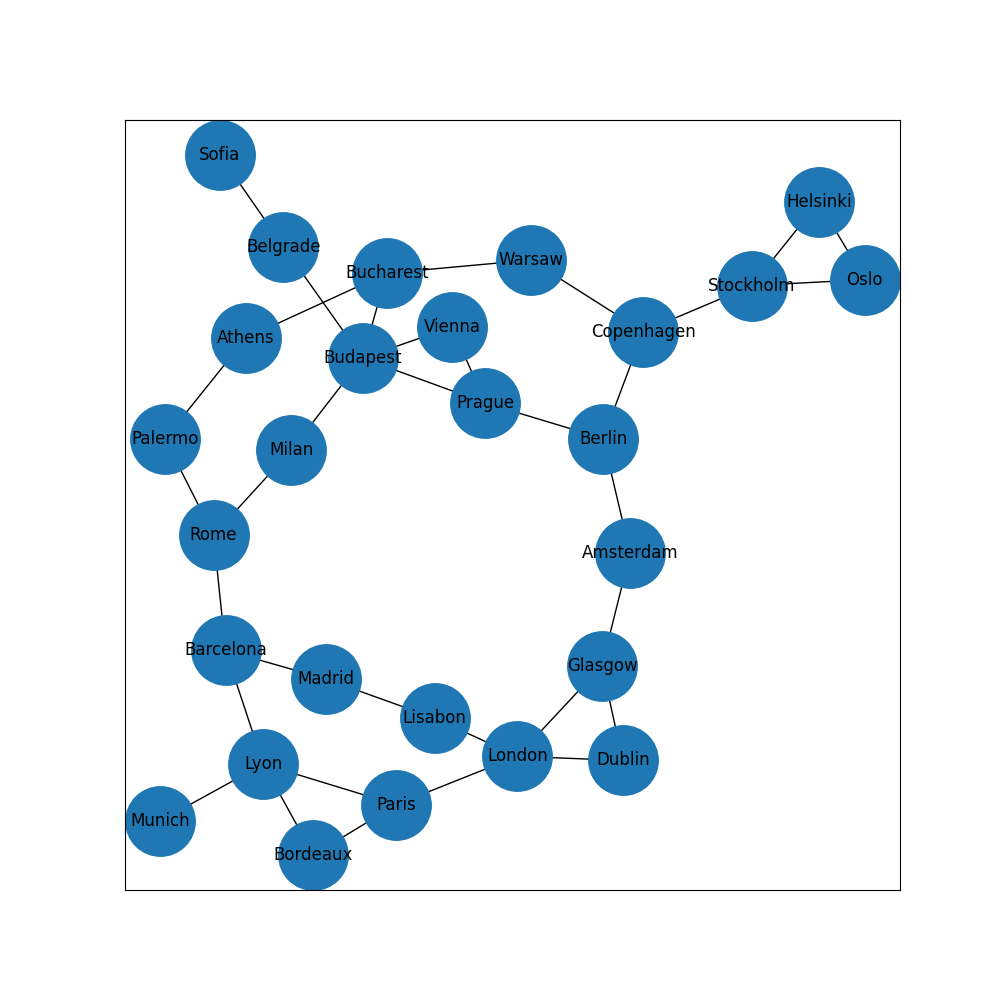 Sofia
Helsinki
Belgrade
Warsaw
Bucharest
Oslo
Stockholm
Vienna
Copenhagen
Athens
Budapest
Prague
Palermo
Berlin
Milan
Rome
Amsterdam
Barcelona
Glasgow
Madrid
Lisabon
London
Dublin
Lyon
Paris
Munich
Bordeaux